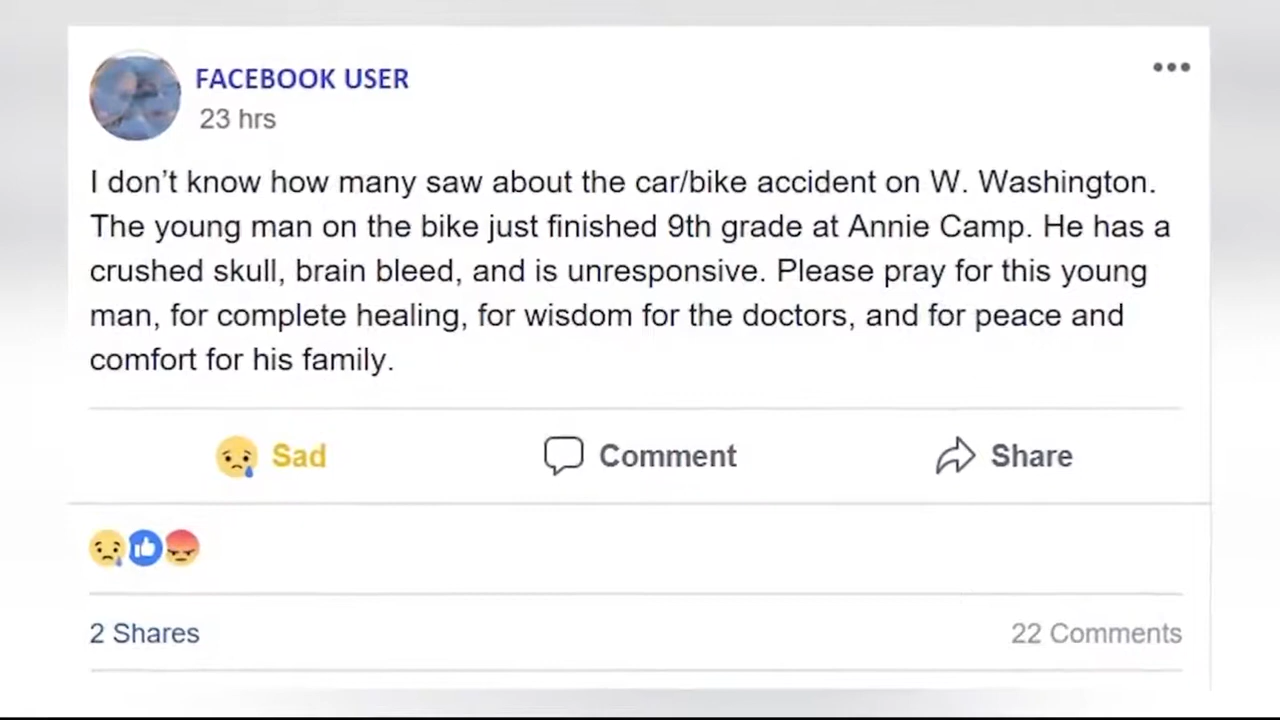 FACEBOOK USER
23 hrs
I don’t know how many saw about the car/bike accident on W. Washington.
The young man on the bike just finished 9th grade at Annie Camp. He has a
crushed skull, brain bleed, and is unresponsive. Please pray for this young
man, for complete healing, for wisdom for the doctors, and for peace and
comfort for his family.
Sad Comment Share
2 Shares 22 Comments